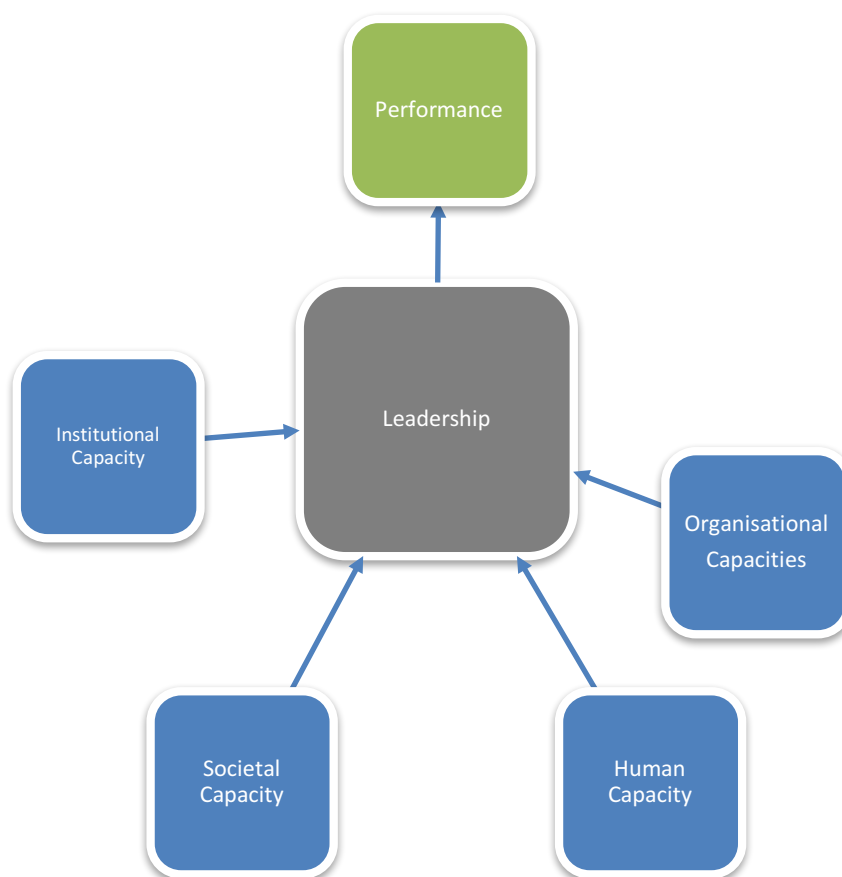 Performance
Leadership
Institutional
Capacity
Organisational
Capacities
Societal
Capacity
Human
Capacity